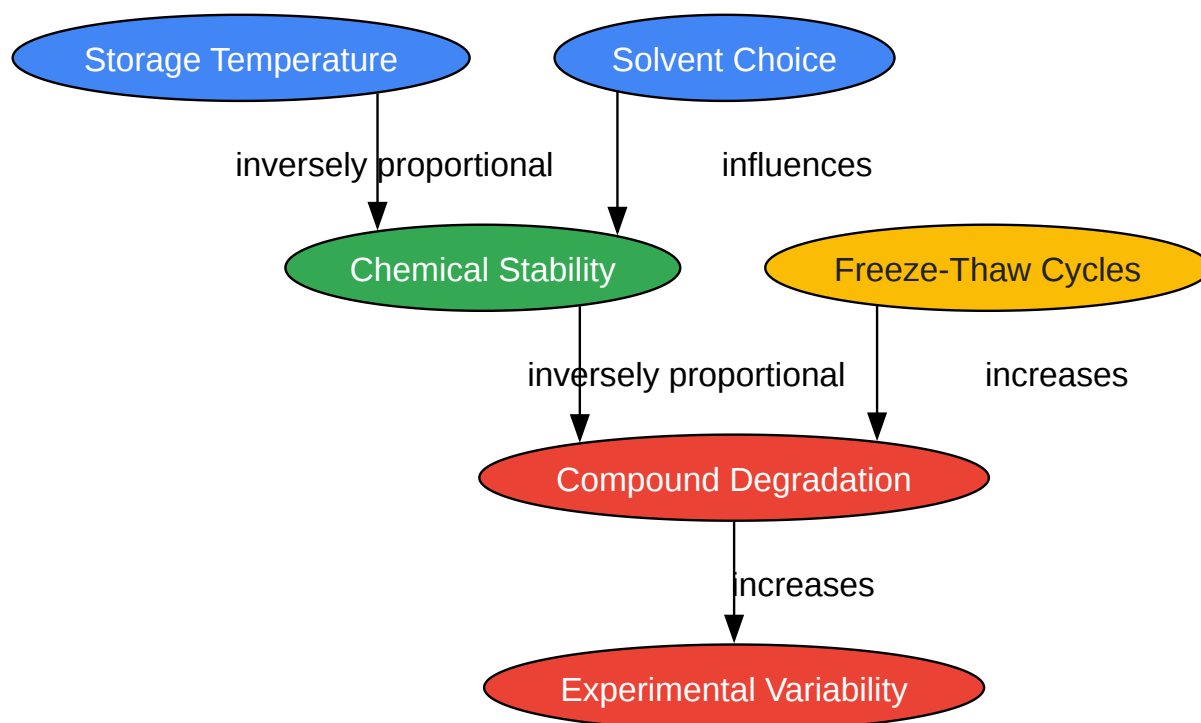 Storage Temperature
Solvent Choice
inversely proportional
influences
Chemical Stability
Freeze-Thaw Cycles
inversely proportional
increases
Compound Degradation
increases
Experimental Variability